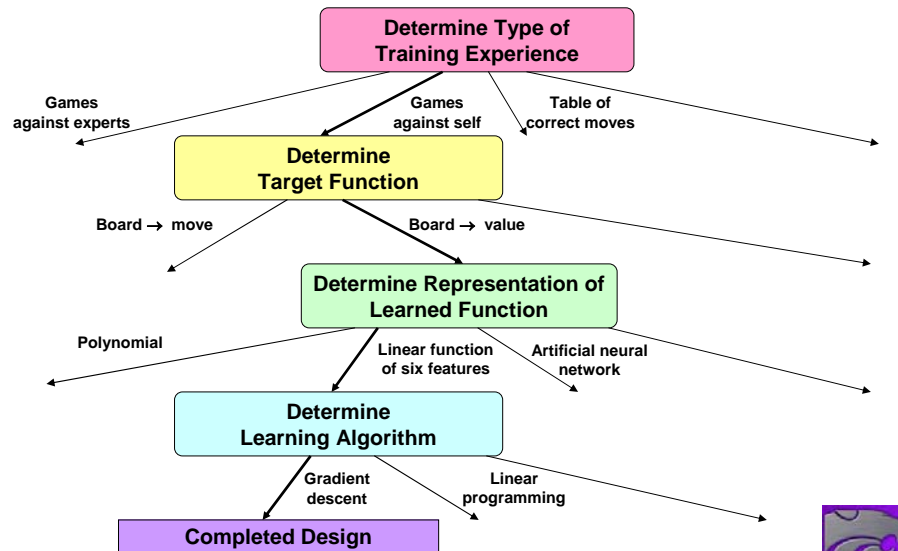 Determine Type of
Training Experience
Games
against experts
Games
against self
Table of
correct moves
Determine
Target Function
Board → move
Board → value
Determine Representation of
Learned Function
Polynomial
Linear function
of six features
Artificial neural
network
Determine
Learning Algorithm
Gradient
descent
Linear
programming
Completed Design